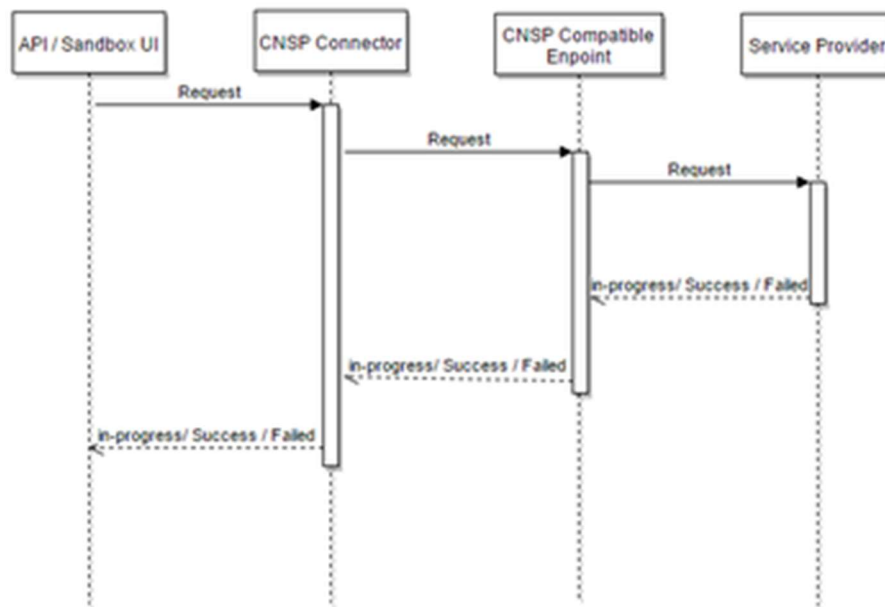 API / Sandbox UI
CNSP Connector
CNSP Compatible
Enpoint
Service Provider
Request
Request
Request
in-progress/ Success / Failed
in-progress/ Success / Failed
in-progress/ Success / Failed